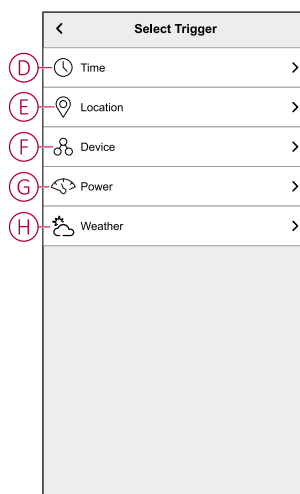 Select Trigger
D Time
E Location
F Device
G Power
H Weather